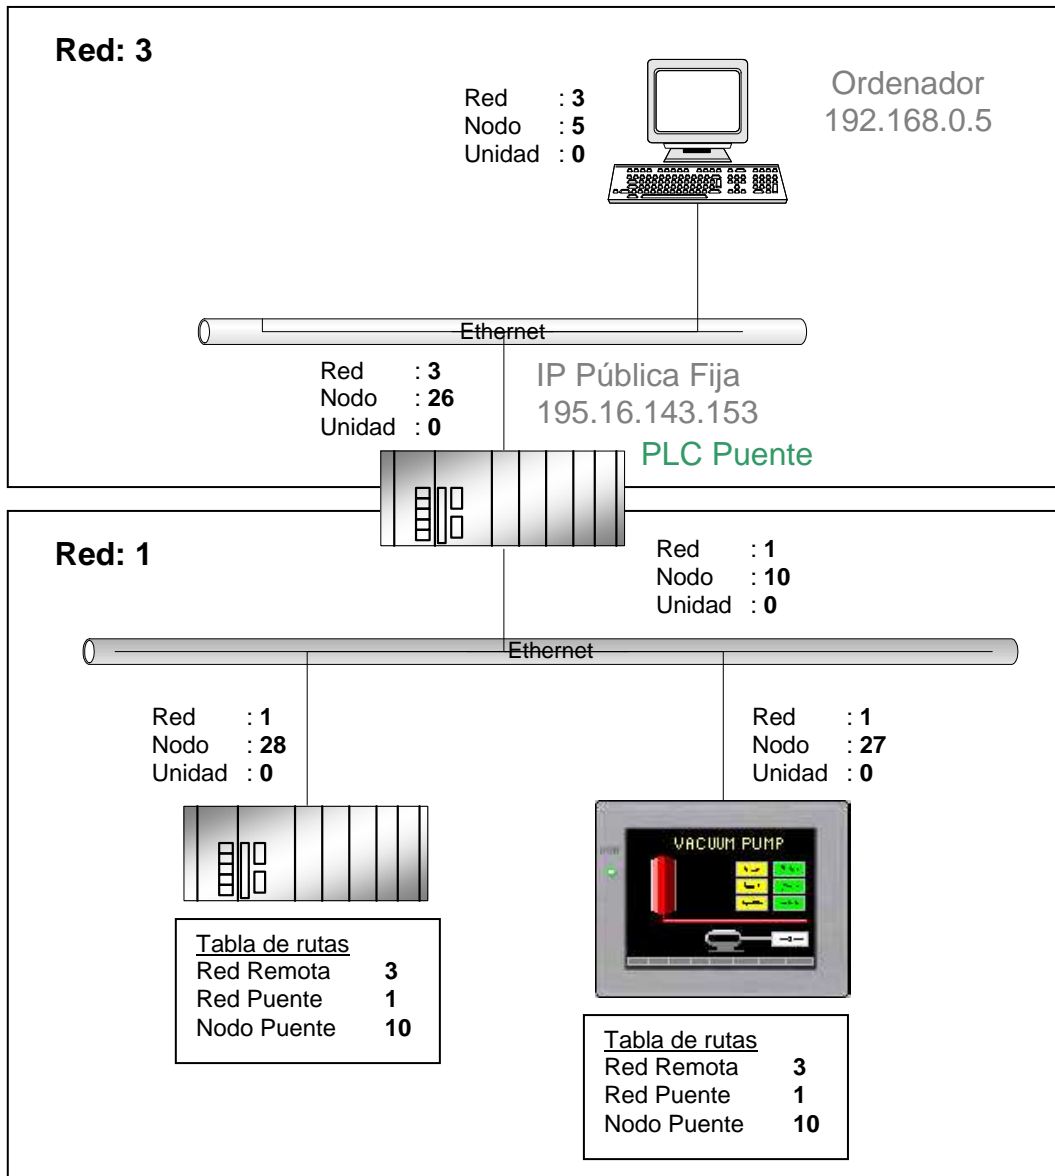 Red: 3
Ordenador
192.168.0.5
Red : 3
Nodo : 5
Unidad : 0
Ethernet
Red : 3
Nodo : 26
Unidad : 0
IP Pública Fija
195.16.143.153
PLC Puente
Red: 1
Red : 1
Nodo : 10
Unidad : 0
Ethernet
Red : 1
Nodo : 28
Unidad : 0
Red : 1
Nodo : 27
Unidad : 0
VACUUM PUMP
Tabla de rutas
Red Remota 3
Red Puente 1
Nodo Puente 10
Tabla de rutas
Red Remota 3
Red Puente 1
Nodo Puente 10